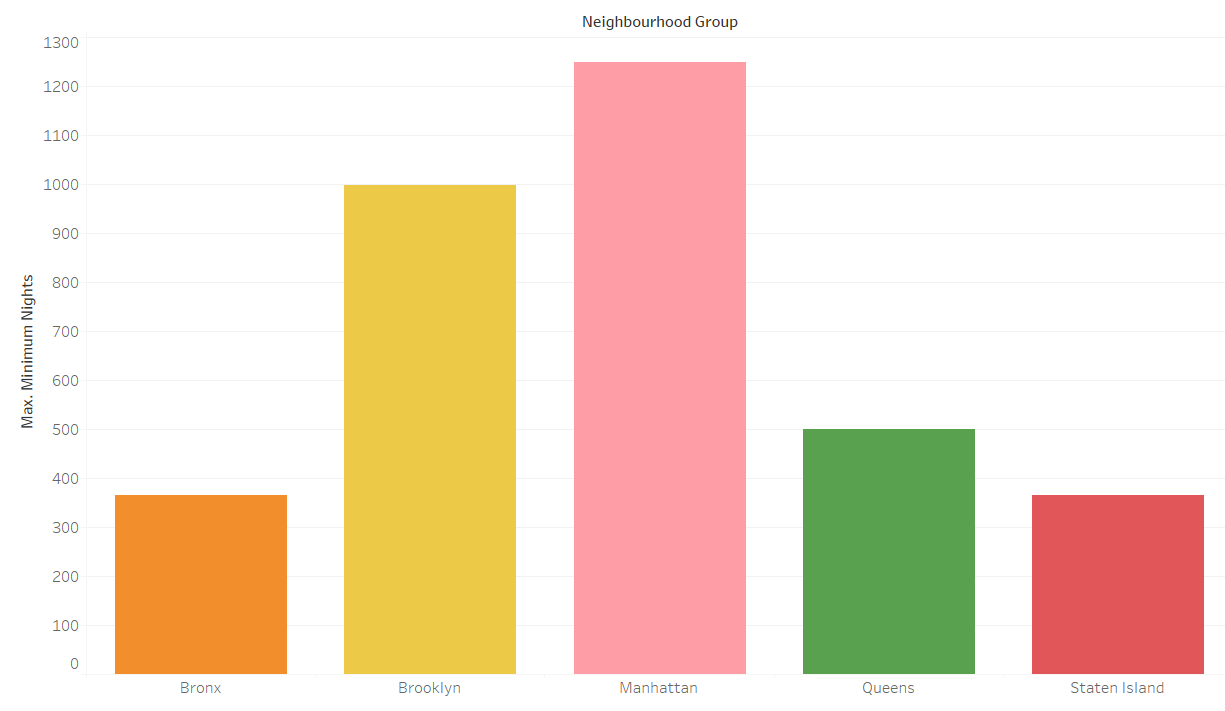 Neighbourhood Group
1300
1200
1100
1000
900
800
700
600
500
400
300
200
100
0
Max. Minimum Nights
Bronx
Brooklyn
Manhattan
Queens
Staten Island